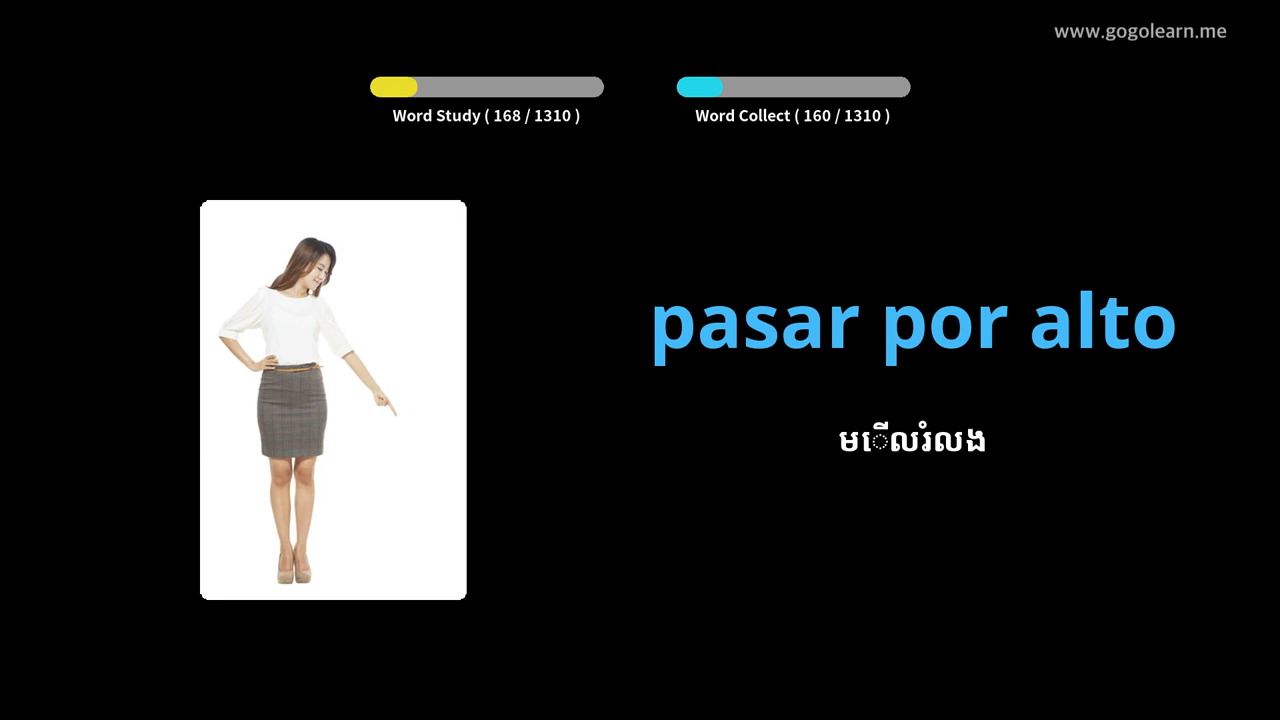 www.gogolearn.me
Word Study ( 168 / 1310 )
Word Collect ( 160 / 1310 )
pasar por alto
មើលរំលង